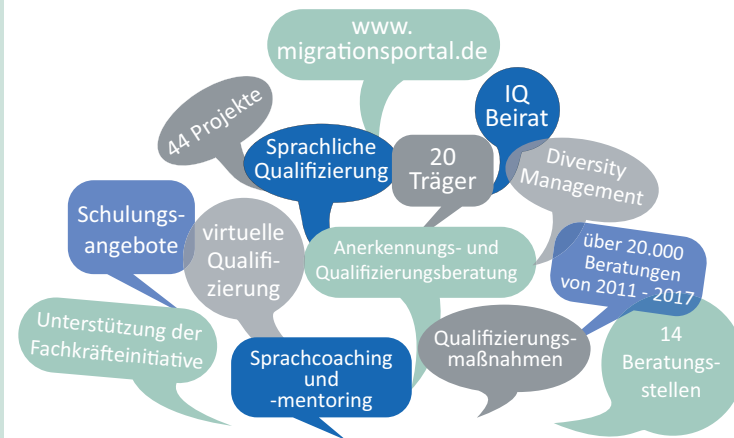 www.
migrationsportal.de
44 Projekte
Sprachliche
Qualifizierung
20
Träger
IQ
Beirat
Diversity
Management
Schulungs-
angebote
virtuelle
Qualifi-
zierung
Anerkennungs- und
Qualifizierungsberatung
über 20.000
Beratungen
von 2011 - 2017
Unterstützung der
Fachkräfteinitiative
Sprachcoaching
und
-mentoring
Qualifizierungs-
maßnahmen
14
Beratungs-
stellen